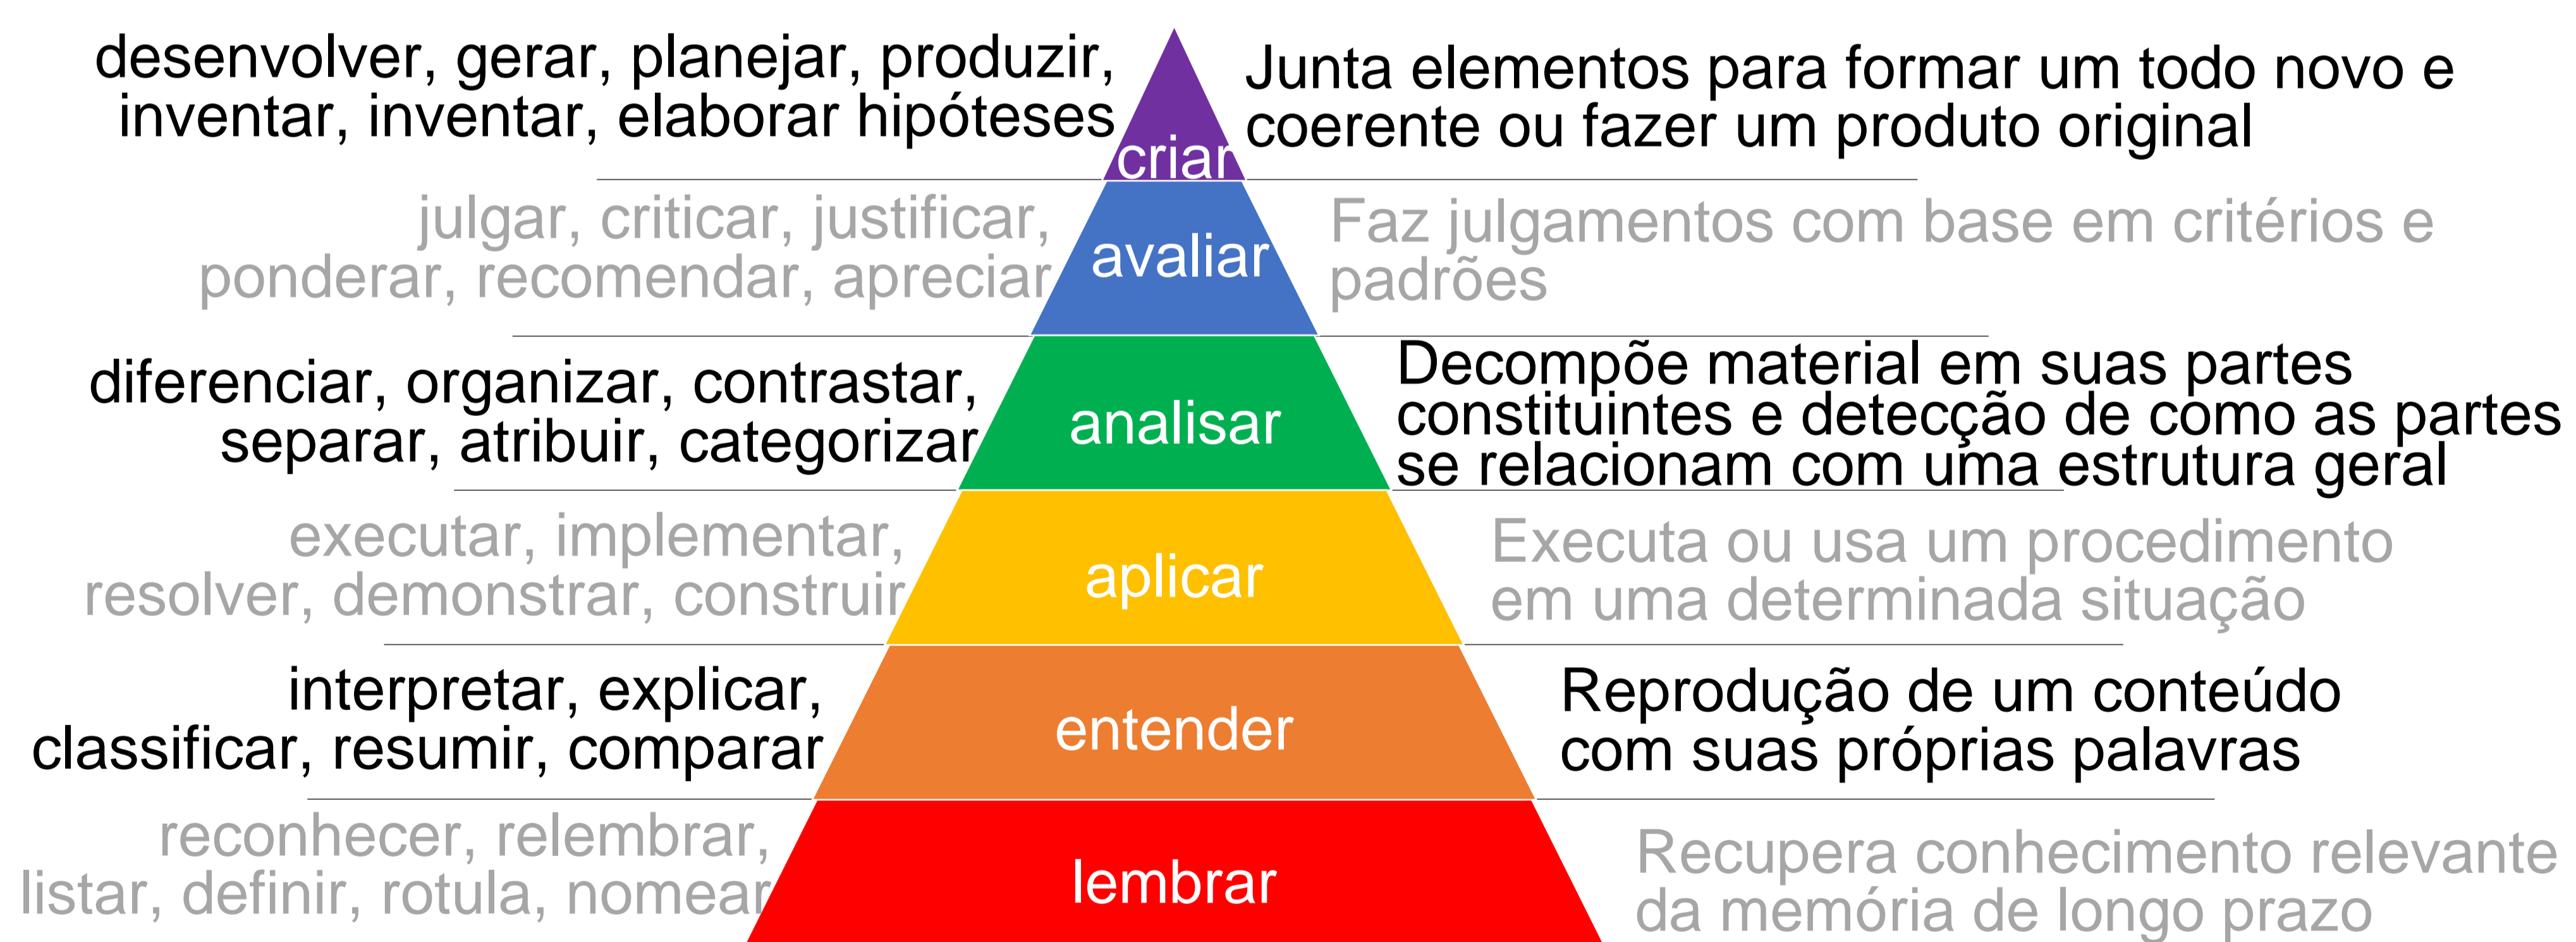 desenvolver, gerar, planejar, produzir,
inventar, inventar, elaborar hipóteses
criar
Junta elementos para formar um todo novo e
coerente ou fazer um produto original
julgar, criticar, justificar,
ponderar, recomendar, apreciar
avaliar
Faz julgamentos com base em critérios e
padrões
diferenciar, organizar, contrastar,
separar, atribuir, categorizar
analisar
Decompõe material em suas partes
constituintes e detecção de como as partes
se relacionam com uma estrutura geral
executar, implementar,
resolver, demonstrar, construir
aplicar
Executa ou usa um procedimento
em uma determinada situação
interpretar, explicar,
classificar, resumir, comparar
entender
Reprodução de um conteúdo
com suas próprias palavras
reconhecer, relembrar,
listar, definir, rotula, nomear
lembrar
Recupera conhecimento relevante
da memória de longo prazo